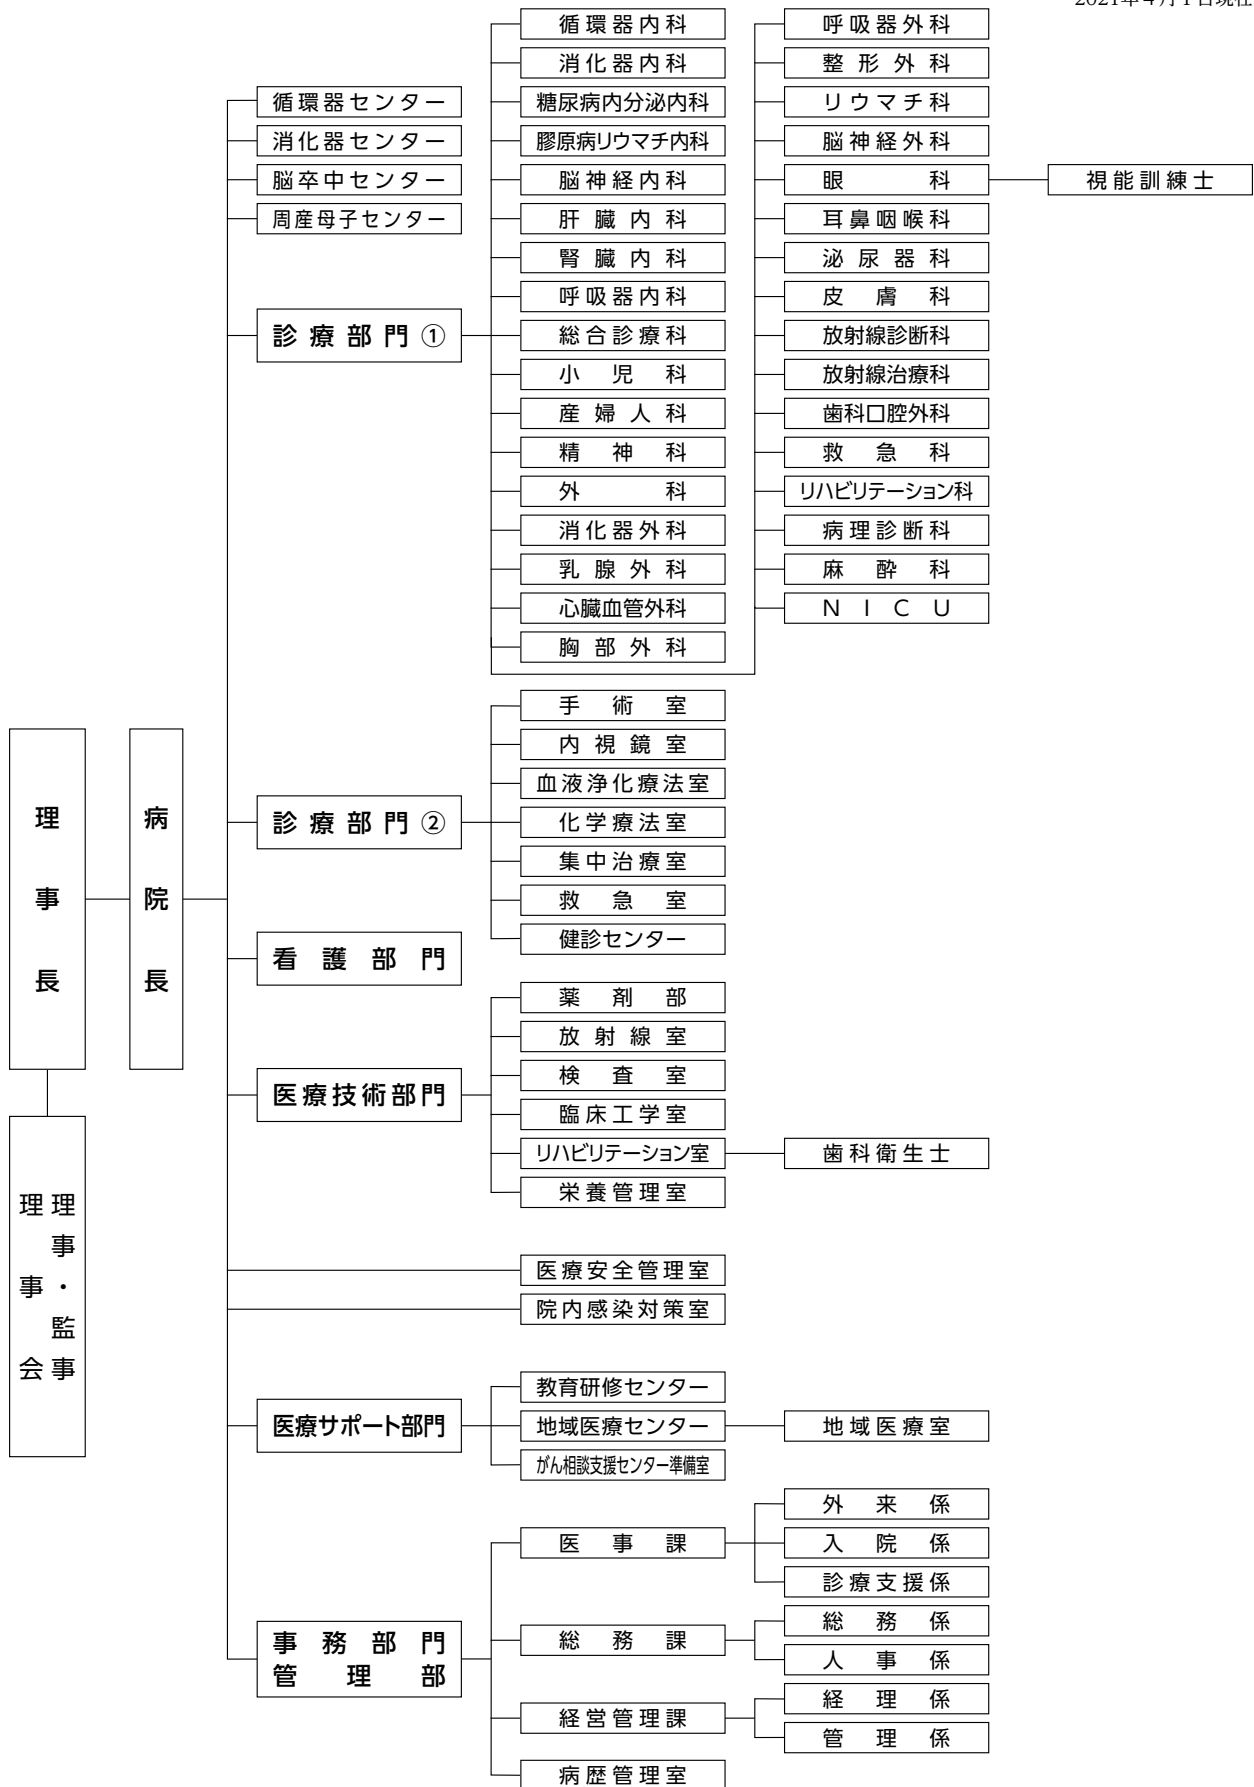 2021年4月1日現在
循環器内科
消化器内科
糖尿病内分泌内科
膠原病リウマチ内科
脳神経内科
肝臓内科
腎臓内科
呼吸器内科
総合診療科
小児科
産婦人科
精神科
外科
消化器外科
乳腺外科
心臓血管外科
胸部外科
呼吸器外科
整形外科
リウマチ科
脳神経外科
眼科
視能訓練士
耳鼻咽喉科
泌尿器科
皮膚科
放射線診断科
放射線治療科
歯科口腔外科
救急科
リハビリテーション科
病理診断科
麻酔科
NICU
循環器センター
消化器センター
脳卒中センター
周産母子センター
診療部門①
手術室
内視鏡室
血液浄化療法室
化学療法室
集中治療室
救急室
健診センター
診療部門②
理事長
病院長
看護部門
薬剤部
放射線室
検査室
臨床工学室
リハビリテーション室
歯科衛生士
栄養管理室
医療技術部門
理事・監事
理事会
医療安全管理室
院内感染対策室
医療サポート部門
教育研修センター
地域医療センター
地域医療室
がん相談支援センター準備室
事務部門
管理部
医事課
外来係
入院係
診療支援係
総務課
総務係
人事係
経営管理課
経理係
管理係
病歴管理室